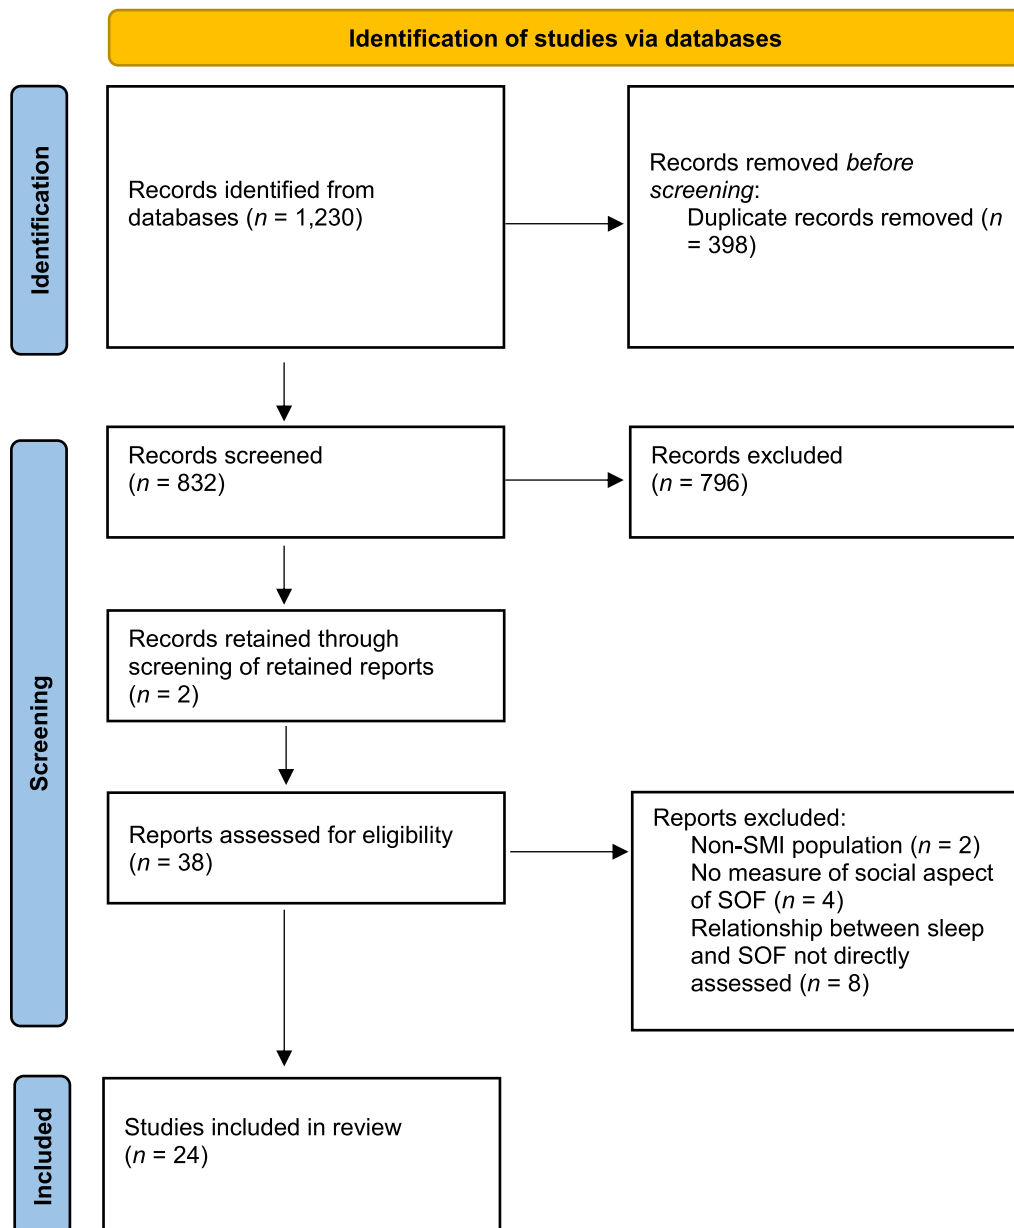 Identification of studies via databases
Identification
Records identified from
databases (n = 1,230)
Records removed before
screening:
Duplicate records removed (n
= 398)
Screening
Records screened
(n = 832)
Records excluded
(n = 796)
Records retained through
screening of retained reports
(n = 2)
Reports assessed for eligibility
(n = 38)
Reports excluded:
Non-SMI population (n = 2)
No measure of social aspect
of SOF (n = 4)
Relationship between sleep
and SOF not directly
assessed (n = 8)
Included
Studies included in review
(n = 24)